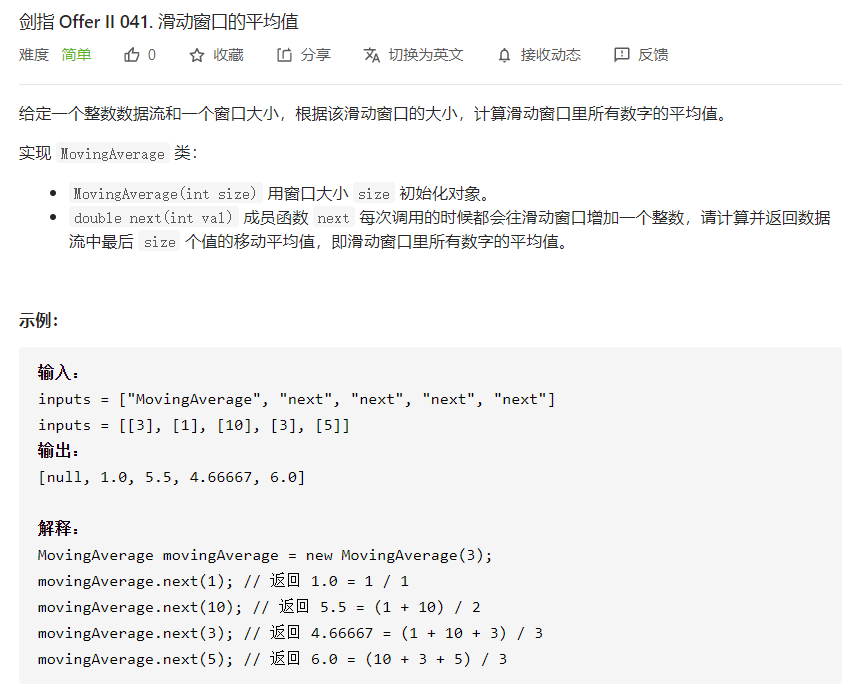 剑指 Offer II 041. 滑动窗口的平均值
难度 简单 0 收藏 分享 切换为英文 接收动态 反馈
给定一个整数数据流和一个窗口大小，根据该滑动窗口的大小，计算滑动窗口里所有数字的平均值。
实现 MovingAverage 类：
• MovingAverage(int size) 用窗口大小 size 初始化对象。
• double next(int val) 成员函数 next 每次调用的时候都会往滑动窗口增加一个整数，请计算并返回数据
流中最后 size 个值的移动平均值，即滑动窗口里所有数字的平均值。
示例：
输入：
inputs = ["MovingAverage", "next", "next", "next", "next"]
inputs = [[3], [1], [10], [3], [5]]
输出：
[null, 1.0, 5.5, 4.66667, 6.0]
解释：
MovingAverage movingAverage = new MovingAverage(3);
movingAverage.next(1); // 返回 1.0 = 1 / 1
movingAverage.next(10); // 返回 5.5 = (1 + 10) / 2
movingAverage.next(3); // 返回 4.66667 = (1 + 10 + 3) / 3
movingAverage.next(5); // 返回 6.0 = (10 + 3 + 5) / 3